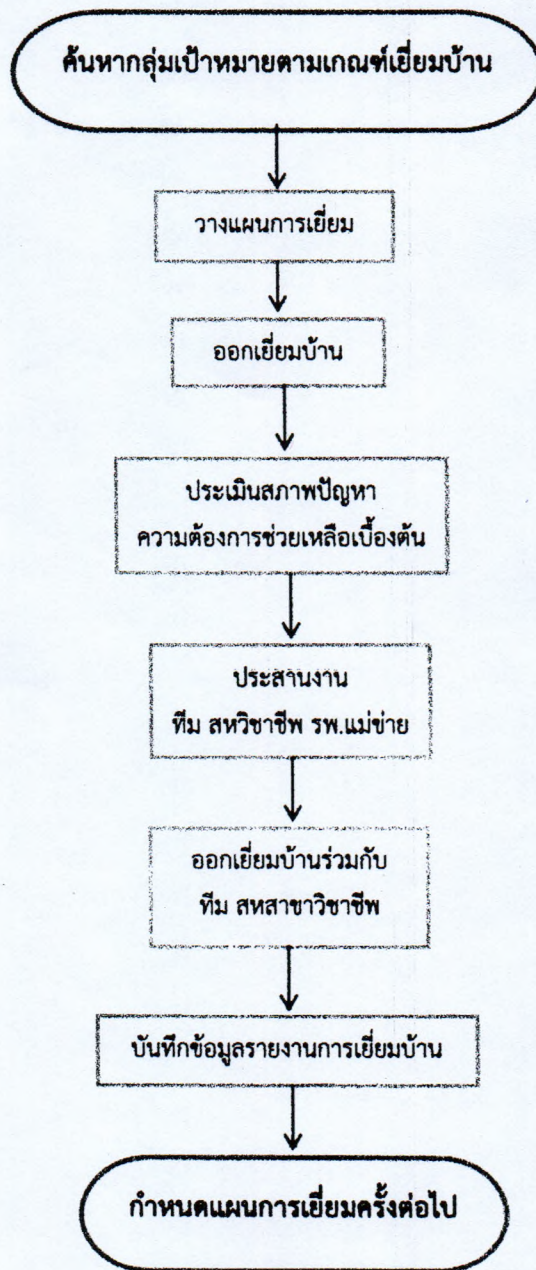 ค้นหากลุ่มเป้าหมายตามเกณฑ์เยี่ยมบ้าน
วางแผนการเยี่ยม
ออกเยี่ยมบ้าน
ประเมินสภาพปัญหา
ความต้องการช่วยเหลือเบื้องต้น
ประสานงาน
ทีม สหวิชาชีพ รพ.แม่ข่าย
ออกเยี่ยมบ้านร่วมกับ
ทีม สหสาขาวิชาชีพ
บันทึกข้อมูลรายงานการเยี่ยมบ้าน
กำหนดแผนการเยี่ยมครั้งต่อไป